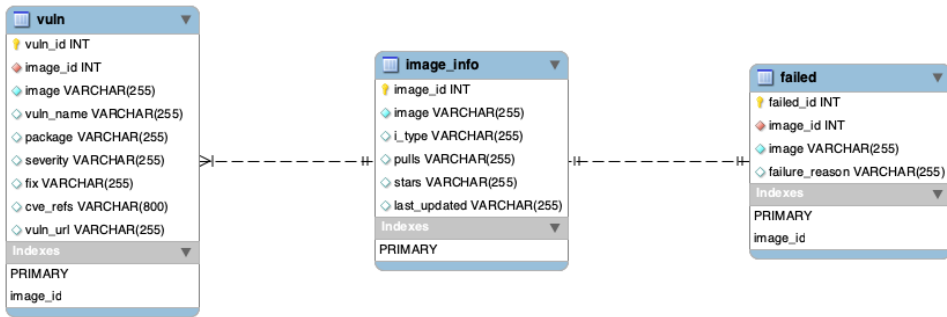 vuln
vuln_id INT
image_id INT
image VARCHAR(255)
vuln_name VARCHAR(255)
package VARCHAR(255)
severity VARCHAR(255)
fix VARCHAR(255)
cve_refs VARCHAR(800)
vuln_url VARCHAR(255)
Indexes
PRIMARY
image_id
image_info
image_id INT
image VARCHAR(255)
i_type VARCHAR(255)
pulls VARCHAR(255)
stars VARCHAR(255)
last_updated VARCHAR(255)
Indexes
PRIMARY
failed
failed_id INT
image_id INT
image VARCHAR(255)
failure_reason VARCHAR(255)
Indexes
PRIMARY
image_id